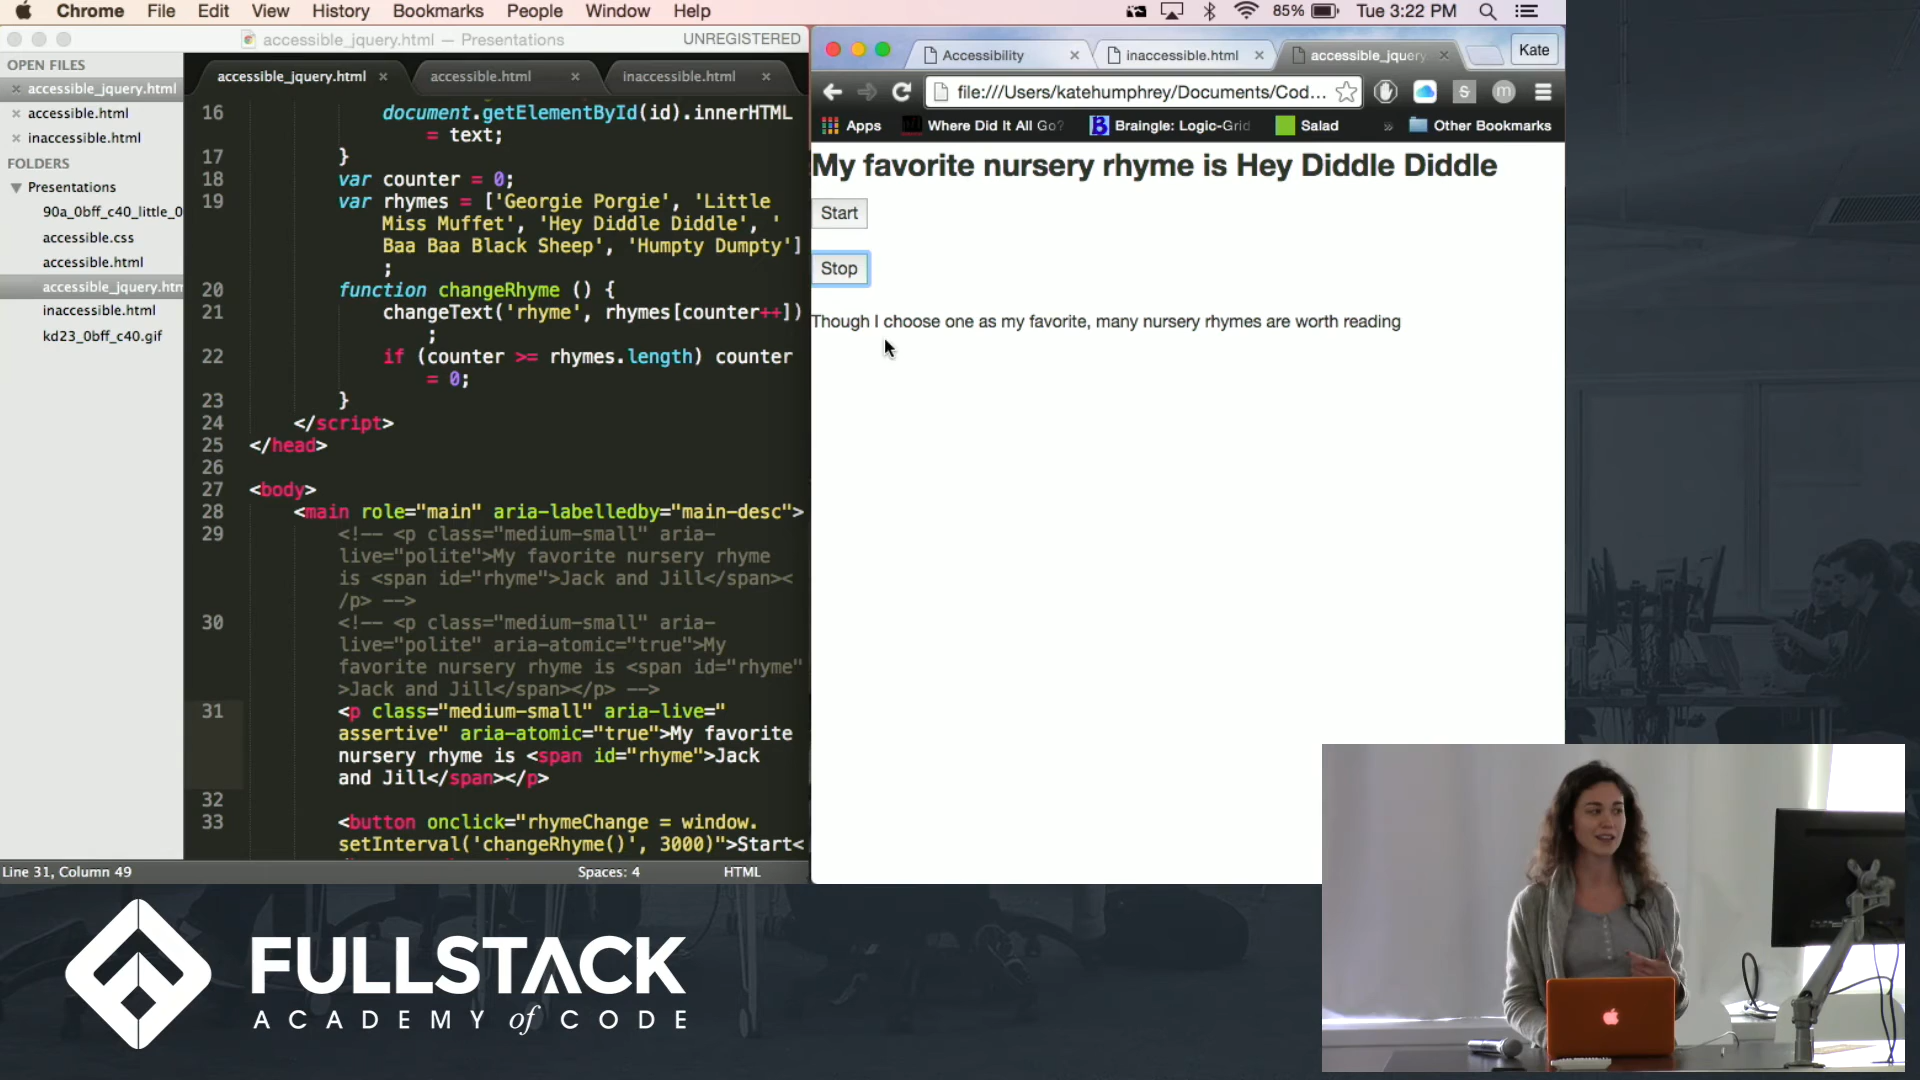 Chrome File Edit View History Bookmarks People Window Help 85% Tue 3:22 PM
accessible_jquery.html — Presentations UNREGISTERED
OPEN FILES
accessible_jquery.html
accessible.html
inaccessible.html
FOLDERS
Presentations
90a_0bff_c40_little_0
accessible.css
accessible.html
accessible_jquery.htm
inaccessible.html
kd23_0bff_c40.gif
accessible_jquery.html × accessible.html × inaccessible.html ×
16 document.getElementById(id).innerHTML
= text;
17 }
18 var counter = 0;
19 var rhymes = ['Georgie Porgie', 'Little
Miss Muffet', 'Hey Diddle Diddle', '
Baa Baa Black Sheep', 'Humpty Dumpty']
;
20 function changeRhyme () {
21 changeText('rhyme', rhymes[counter++])
;
22 if (counter >= rhymes.length) counter
= 0;
23 }
24 </script>
25 </head>
26
27 <body>
28 <main role="main" aria-labelledby="main-desc">
29 <!-- <p class="medium-small" aria-
live="polite">My favorite nursery rhyme
is <span id="rhyme">Jack and Jill</span><
/p> -->
30 <!-- <p class="medium-small" aria-
live="polite" aria-atomic="true">My
favorite nursery rhyme is <span id="rhyme"
>Jack and Jill</span></p> -->
31 <p class="medium-small" aria-live="
assertive" aria-atomic="true">My favorite
nursery rhyme is <span id="rhyme">Jack
and Jill</span></p>
32
33 <button onclick="rhymeChange = window.
setInterval('changeRhyme()', 3000)">Start<
Line 31, Column 49 Spaces: 4 HTML
Accessibility × inaccessible.html × accessible_jquery × Kate
file:///Users/katehumphrey/Documents/Cod...
Apps Where Did It All Go? Braingle: Logic-Grid Salad » Other Bookmarks
My favorite nursery rhyme is Hey Diddle Diddle
Start
Stop
Though I choose one as my favorite, many nursery rhymes are worth reading
FULLSTACK
ACADEMY of CODE